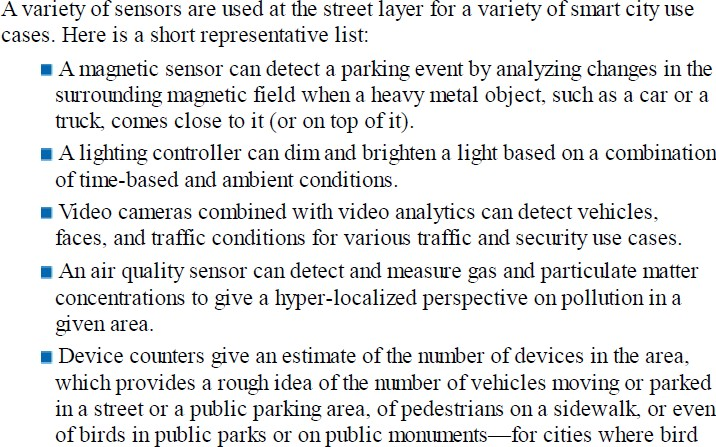 A variety of sensors are used at the street layer for a variety of smart city use
cases. Here is a short representative list:
■ A magnetic sensor can detect a parking event by analyzing changes in the
surrounding magnetic field when a heavy metal object, such as a car or a
truck, comes close to it (or on top of it).
■ A lighting controller can dim and brighten a light based on a combination
of time-based and ambient conditions.
■ Video cameras combined with video analytics can detect vehicles,
faces, and traffic conditions for various traffic and security use cases.
■ An air quality sensor can detect and measure gas and particulate matter
concentrations to give a hyper-localized perspective on pollution in a
given area.
■ Device counters give an estimate of the number of devices in the area,
which provides a rough idea of the number of vehicles moving or parked
in a street or a public parking area, of pedestrians on a sidewalk, or even
of birds in public parks or on public monuments—for cities where bird